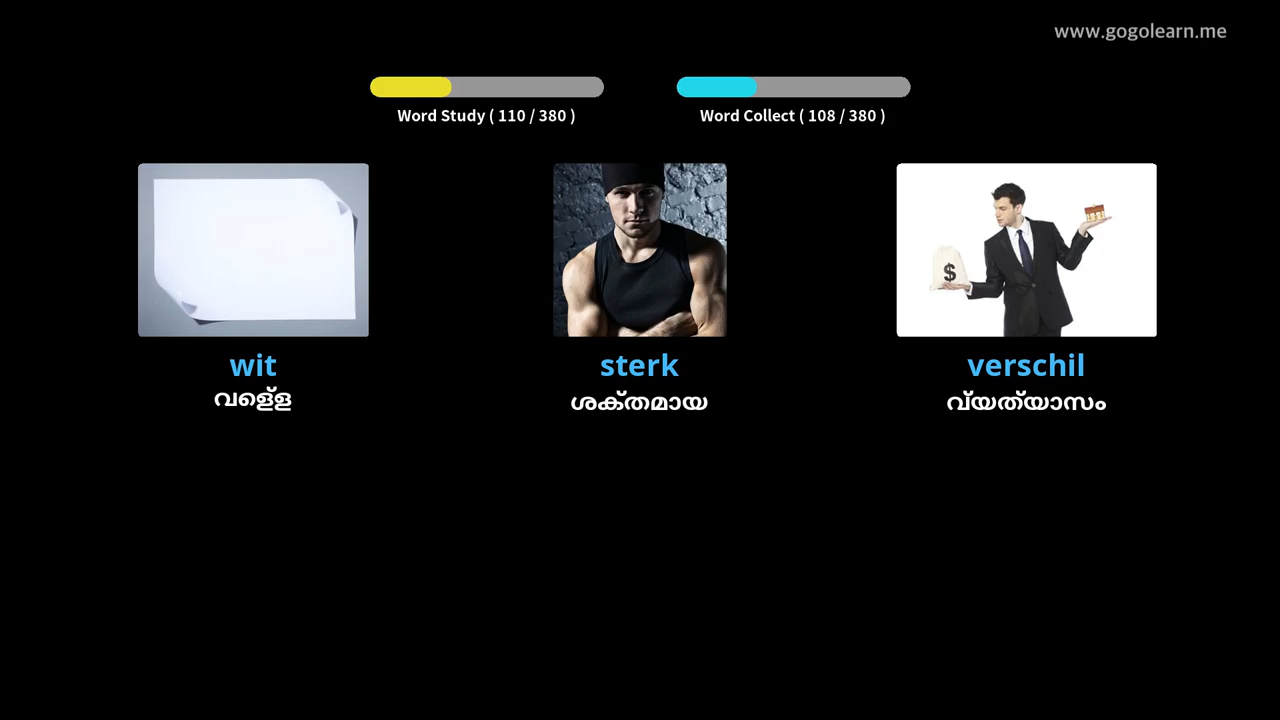 www.gogolearn.me
Word Study ( 110 / 380 )
Word Collect ( 108 / 380 )
$
wit
sterk
verschil
വള്ളെ
ശക്തമായ
വ്യത്യാസം